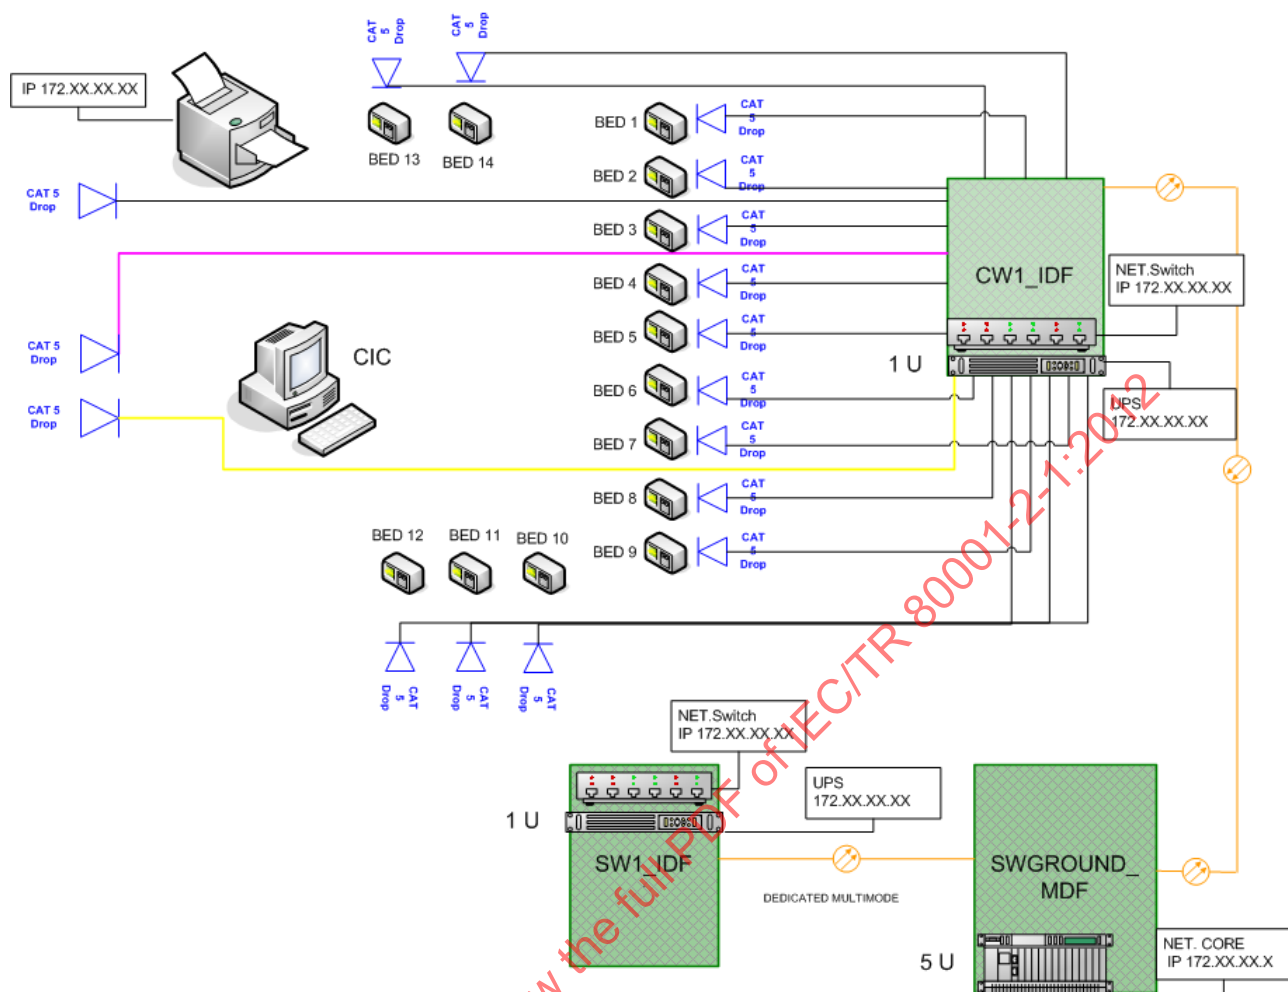 CAT
5
Drop
CAT
5
Drop
IP 172.XX.XX.XX
BED 13
BED 14
BED 1
CAT
5
Drop
BED 2
CAT
5
Drop
CAT 5
Drop
BED 3
CAT
5
Drop
BED 4
CAT
5
Drop
CW1_IDF
NET.Switch
IP 172.XX.XX.XX
BED 5
CAT
5
Drop
CAT 5
Drop
CIC
1 U
BED 6
CAT
5
Drop
UPS
172.XX.XX.XX
CAT 5
Drop
BED 7
CAT
5
Drop
BED 8
CAT
5
Drop
BED 12
BED 11
BED 10
BED 9
CAT
5
Drop
CAT
5
Drop
CAT
5
Drop
CAT
5
Drop
NET.Switch
IP 172.XX.XX.XX
UPS
172.XX.XX.XX
1 U
SW1_IDF
DEDICATED MULTIMODE
SWGROUND_
MDF
5 U
NET. CORE
IP 172.XX.XX.X
w the full PDF of IEC/TR 80001-2-1:2012